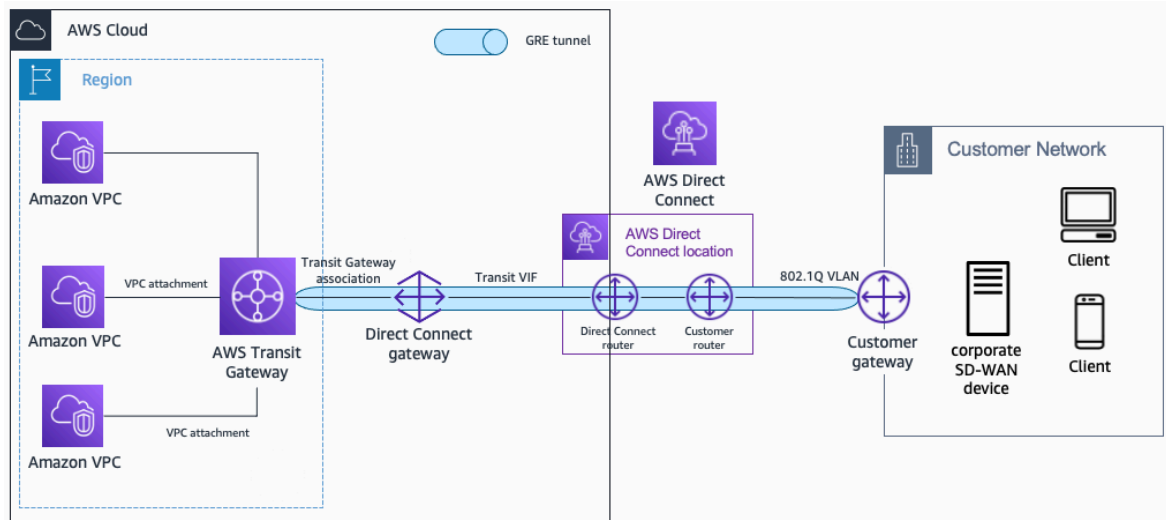 AWS Cloud
GRE tunnel
Region
Amazon VPC
AWS Direct
Connect
Customer Network
AWS Direct
Connect location
Client
Transit Gateway
association
Transit VIF
802.1Q VLAN
VPC attachment
Amazon VPC
AWS Transit
Gateway
Direct Connect
gateway
Direct Connect
router
Customer
router
Customer
gateway
corporate
SD-WAN
device
Client
VPC attachment
Amazon VPC